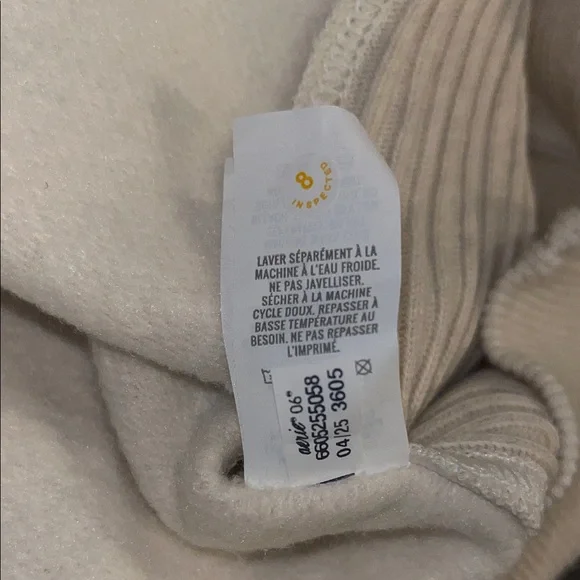 8
INSPECTED
LAVER SÉPARÉMENT À LA
MACHINE À L'EAU FROIDE.
NE PAS JAVELLISER.
SÉCHER À LA MACHINE
CYCLE DOUX. REPASSER À
BASSE TEMPÉRATURE AU
BESOIN. NE PAS REPASSER
L'IMPRIMÉ.
aerie® 06"
6605255058
04/25 3605